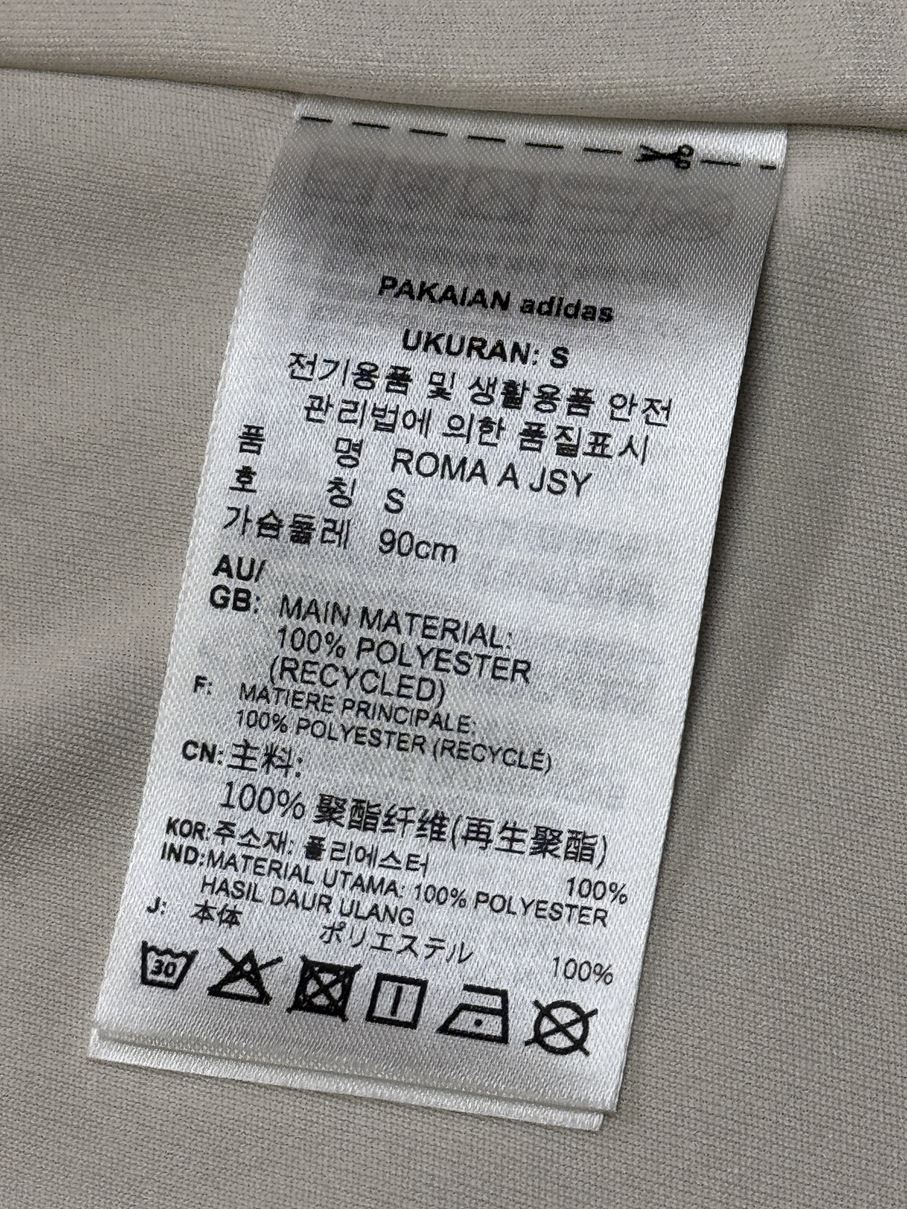 PAKAIAN adidas
UKURAN: S
전기용품 및 생활용품 안전
관리법에 의한 품질표시
품 명 ROMA A JSY
호 칭 S
가슴둘레 90cm
AU/
GB: MAIN MATERIAL:
100% POLYESTER
(RECYCLED)
F: MATIERE PRINCIPALE:
100% POLYESTER (RECYCLÉ)
CN: 主料:
100% 聚酯纤维(再生聚酯)
KOR: 주소재: 폴리에스터 100%
IND: MATERIAL UTAMA: 100% POLYESTER
HASIL DAUR ULANG
J: 本体 ポリエステル 100%
30